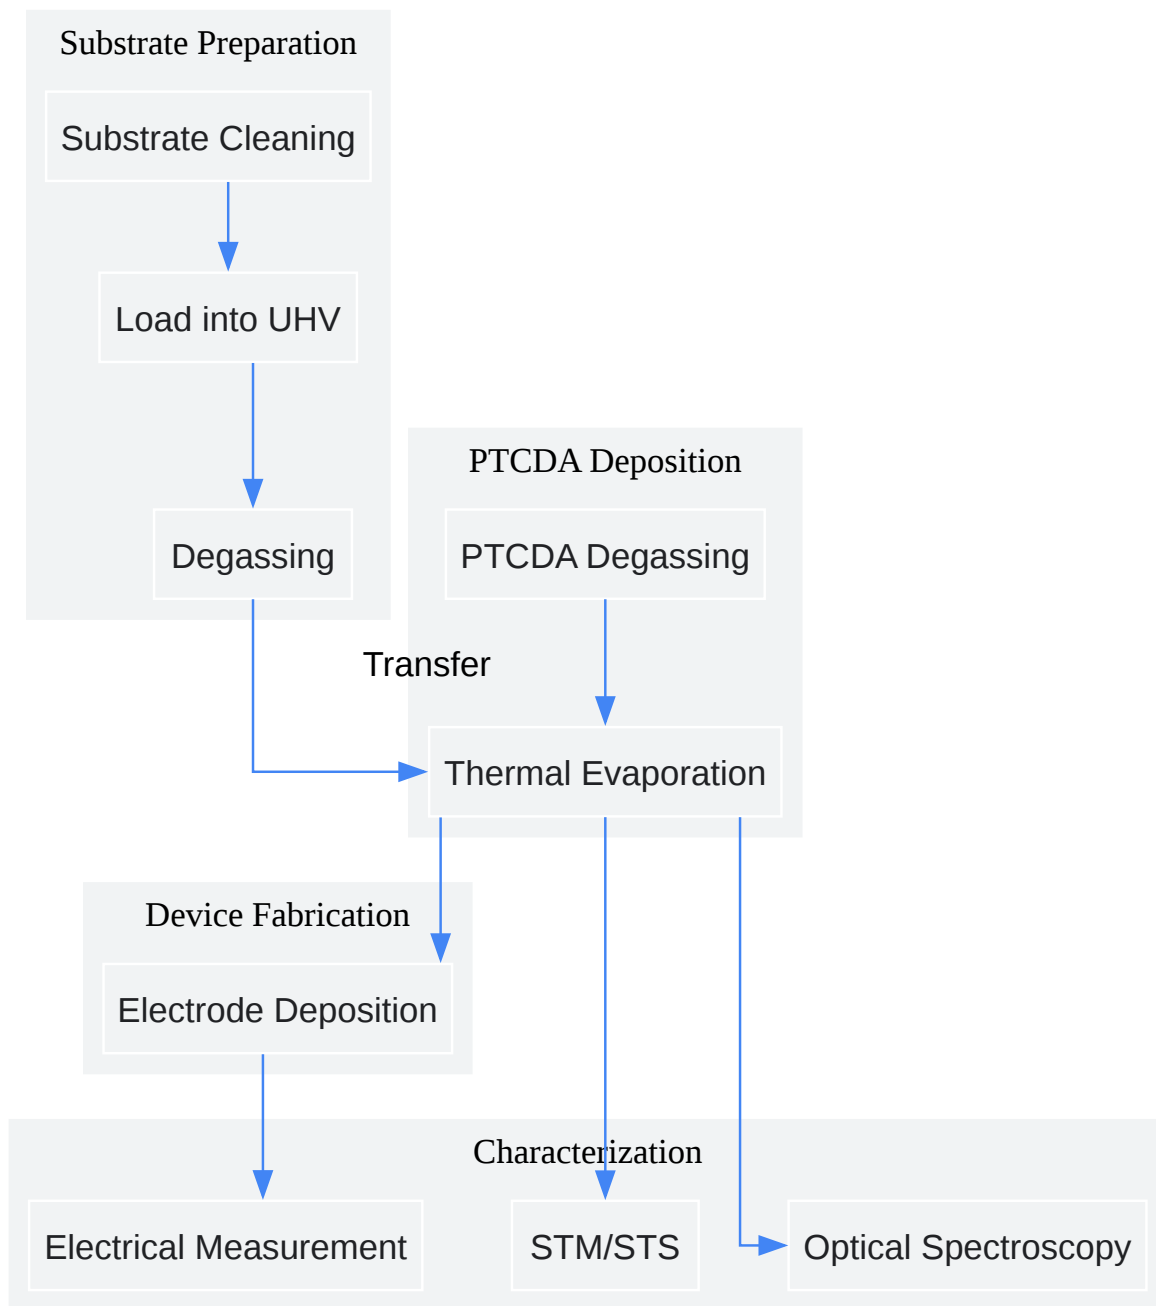 Substrate Preparation
Substrate Cleaning
Load into UHV
Degassing
PTCDA Deposition
PTCDA Degassing
Transfer
Thermal Evaporation
Device Fabrication
Electrode Deposition
Characterization
Electrical Measurement
STM/STS
Optical Spectroscopy